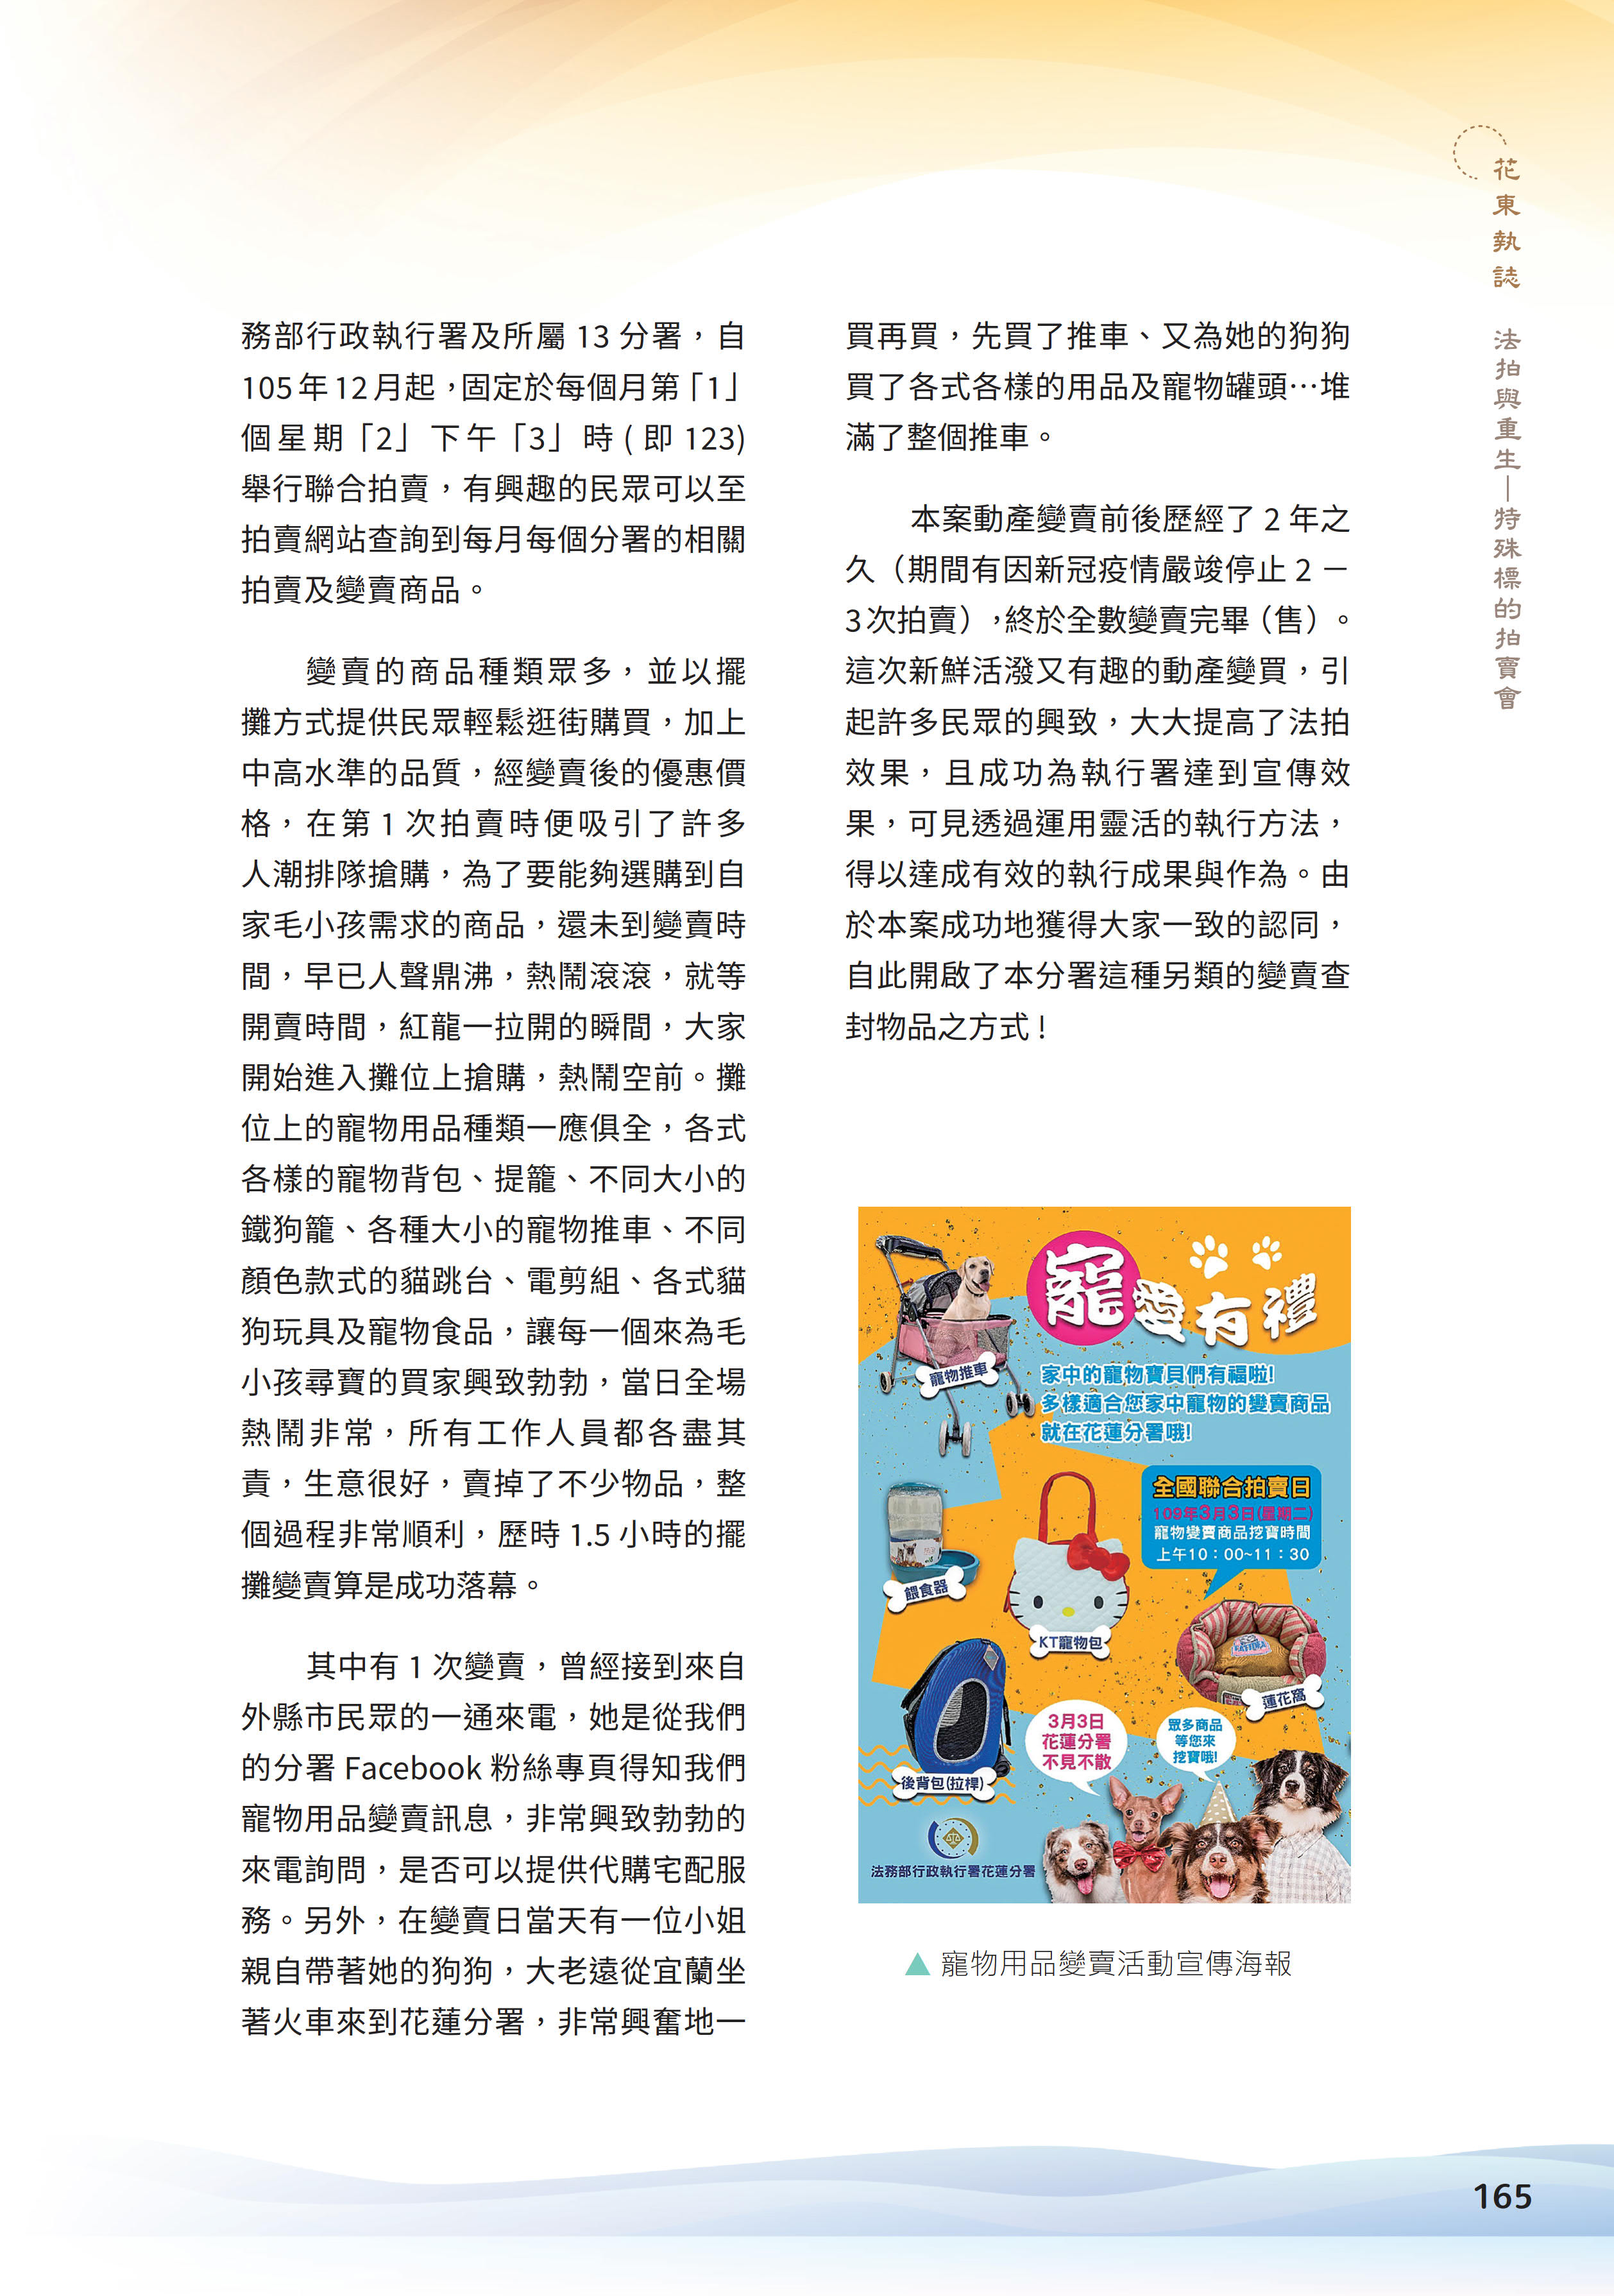 花東執誌　法拍與重生—特殊標的拍賣會
務部行政執行署及所屬 13 分署，自
105 年 12 月起，固定於每個月第「1」
個星期「2」下午「3」時 ( 即 123)
舉行聯合拍賣，有興趣的民眾可以至
拍賣網站查詢到每月每個分署的相關
拍賣及變賣商品。
變賣的商品種類眾多，並以擺
攤方式提供民眾輕鬆逛街購買，加上
中高水準的品質，經變賣後的優惠價
格，在第 1 次拍賣時便吸引了許多
人潮排隊搶購，為了要能夠選購到自
家毛小孩需求的商品，還未到變賣時
間，早已人聲鼎沸，熱鬧滾滾，就等
開賣時間，紅龍一拉開的瞬間，大家
開始進入攤位上搶購，熱鬧空前。攤
位上的寵物用品種類一應俱全，各式
各樣的寵物背包、提籠、不同大小的
鐵狗籠、各種大小的寵物推車、不同
顏色款式的貓跳台、電剪組、各式貓
狗玩具及寵物食品，讓每一個來為毛
小孩尋寶的買家興致勃勃，當日全場
熱鬧非常，所有工作人員都各盡其
責，生意很好，賣掉了不少物品，整
個過程非常順利，歷時 1.5 小時的擺
攤變賣算是成功落幕。
其中有 1 次變賣，曾經接到來自
外縣市民眾的一通來電，她是從我們
的分署 Facebook 粉絲專頁得知我們
寵物用品變賣訊息，非常興致勃勃的
來電詢問，是否可以提供代購宅配服
務。另外，在變賣日當天有一位小姐
親自帶著她的狗狗，大老遠從宜蘭坐
著火車來到花蓮分署，非常興奮地一
買再買，先買了推車、又為她的狗狗
買了各式各樣的用品及寵物罐頭…堆
滿了整個推車。
本案動產變賣前後歷經了 2 年之
久（期間有因新冠疫情嚴竣停止 2 －
3 次拍賣），終於全數變賣完畢（售）。
這次新鮮活潑又有趣的動產變買，引
起許多民眾的興致，大大提高了法拍
效果，且成功為執行署達到宣傳效
果，可見透過運用靈活的執行方法，
得以達成有效的執行成果與作為。由
於本案成功地獲得大家一致的認同，
自此開啟了本分署這種另類的變賣查
封物品之方式 !
寵愛有禮
寵物推車
家中的寵物寶貝們有福啦!
多樣適合您家中寵物的變賣商品
就在花蓮分署哦!
全國聯合拍賣日
109年3月3日(星期二)
寵物變賣商品挖寶時間
上午10：00~11：30
餵食器
KT寵物包
蓮花窩
後背包(拉桿)
3月3日
花蓮分署
不見不散
眾多商品
等您來
挖寶哦!
法務部行政執行署花蓮分署
▲ 寵物用品變賣活動宣傳海報
165